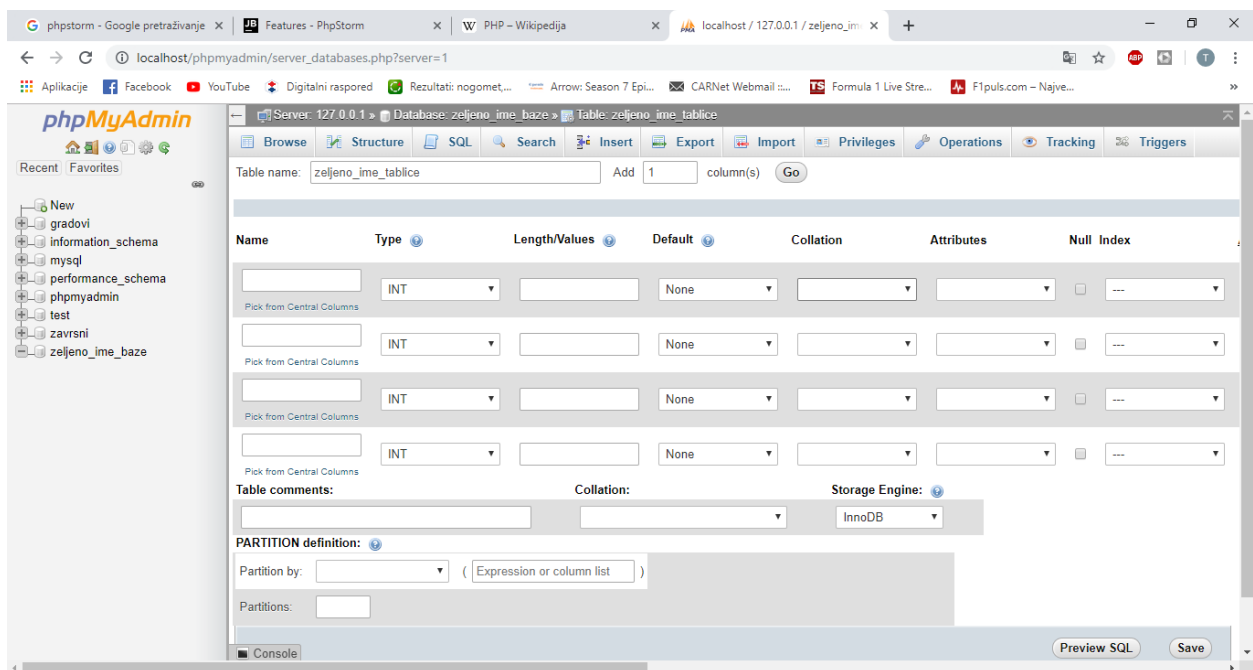 phpstorm - Google pretraživanje
Features - PhpStorm
PHP – Wikipedija
localhost / 127.0.0.1 / zeljeno_im
localhost/phpmyadmin/server_databases.php?server=1
ABP
T
Aplikacije
Facebook
YouTube
Digitalni raspored
Rezultati: nogomet,...
Arrow: Season 7 Epi...
CARNet Webmail ::...
TS Formula 1 Live Stre...
F1puls.com – Najve...
»
phpMyAdmin
Recent Favorites
New
gradovi
information_schema
mysql
performance_schema
phpmyadmin
test
zavrsni
zeljeno_ime_baze
Server: 127.0.0.1 » Database: zeljeno_ime_baze » Table: zeljeno_ime_tablice
Browse Structure SQL Search Insert Export Import Privileges Operations Tracking Triggers
Table name: zeljeno_ime_tablice Add 1 column(s) Go
Name Type Length/Values Default Collation Attributes Null Index
INT None ---
Pick from Central Columns
INT None ---
Pick from Central Columns
INT None ---
Pick from Central Columns
INT None ---
Pick from Central Columns
Table comments: Collation: Storage Engine:
InnoDB
PARTITION definition:
Partition by: ( Expression or column list )
Partitions:
Console
Preview SQL Save